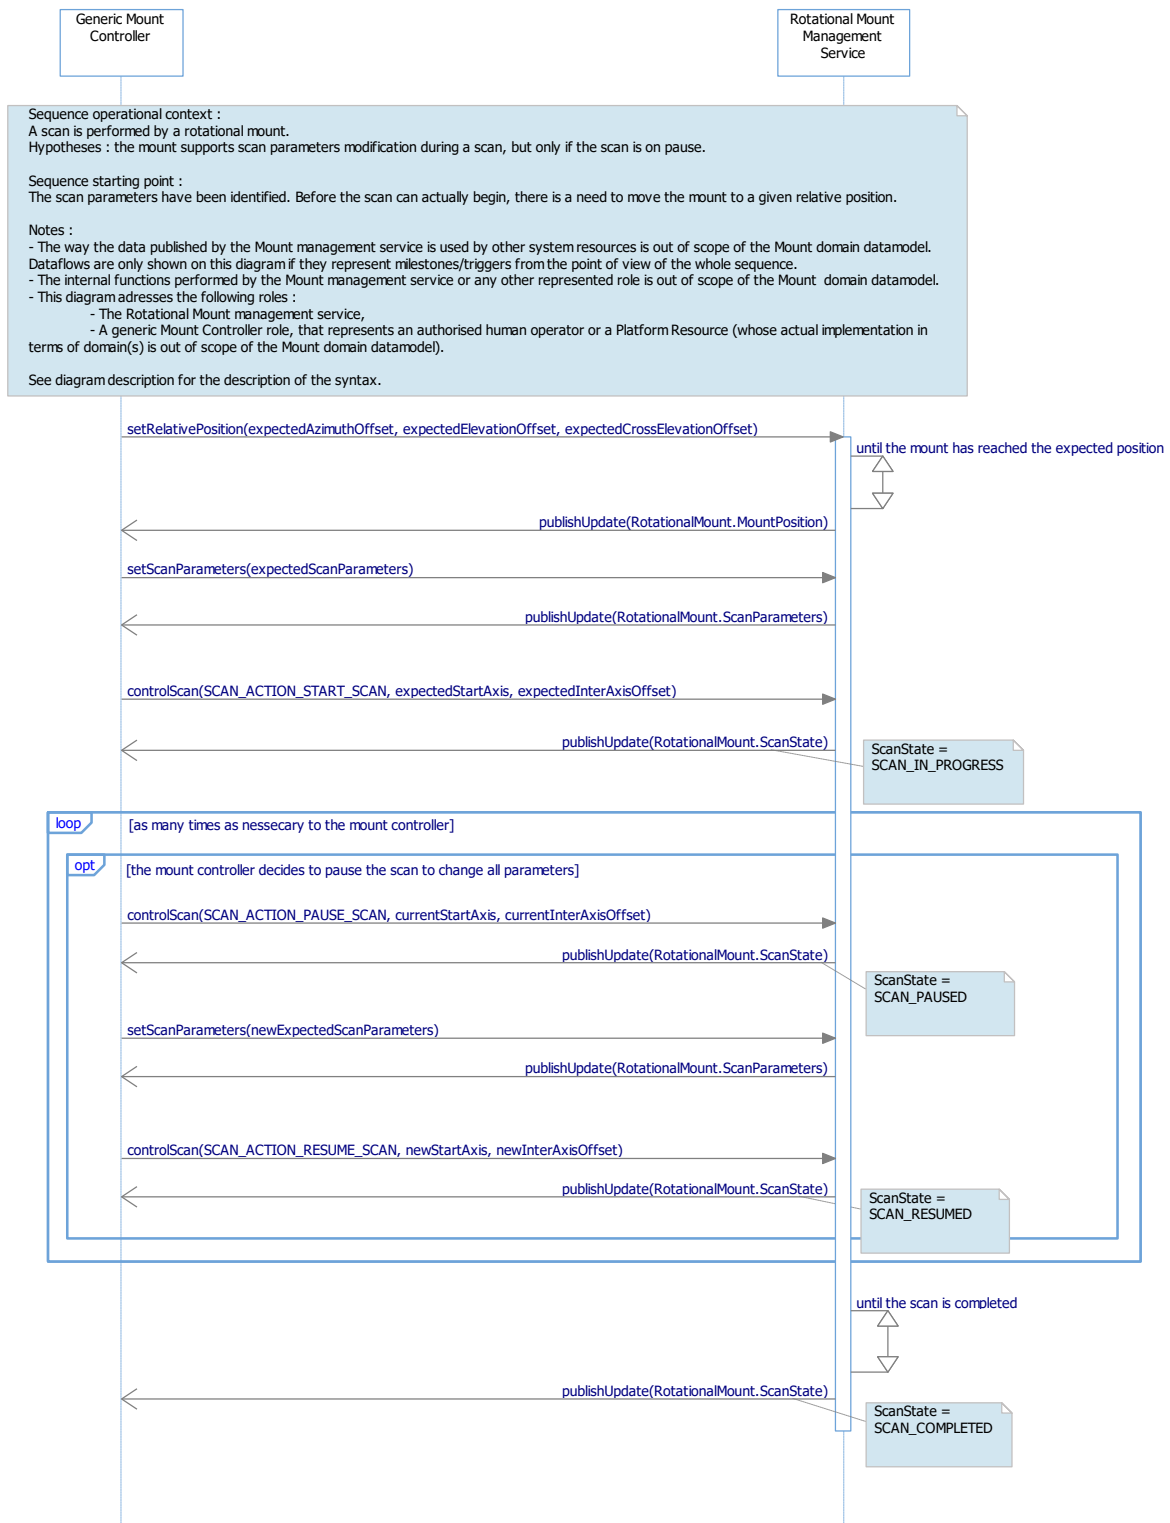 Generic Mount
Controller
Rotational Mount
Management
Service
Sequence operational context :
A scan is performed by a rotational mount.
Hypotheses : the mount supports scan parameters modification during a scan, but only if the scan is on pause.
Sequence starting point :
The scan parameters have been identified. Before the scan can actually begin, there is a need to move the mount to a given relative position.
Notes :
- The way the data published by the Mount management service is used by other system resources is out of scope of the Mount domain datamodel.
Dataflows are only shown on this diagram if they represent milestones/triggers from the point of view of the whole sequence.
- The internal functions performed by the Mount management service or any other represented role is out of scope of the Mount domain datamodel.
- This diagram adresses the following roles :
- The Rotational Mount management service,
- A generic Mount Controller role, that represents an authorised human operator or a Platform Resource (whose actual implementation in
terms of domain(s) is out of scope of the Mount domain datamodel).
See diagram description for the description of the syntax.
setRelativePosition(expectedAzimuthOffset, expectedElevationOffset, expectedCrossElevationOffset)
until the mount has reached the expected position
publishUpdate(RotationalMount.MountPosition)
setScanParameters(expectedScanParameters)
publishUpdate(RotationalMount.ScanParameters)
controlScan(SCAN_ACTION_START_SCAN, expectedStartAxis, expectedInterAxisOffset)
publishUpdate(RotationalMount.ScanState)
ScanState =
SCAN_IN_PROGRESS
loop
[as many times as nessecary to the mount controller]
opt
[the mount controller decides to pause the scan to change all parameters]
controlScan(SCAN_ACTION_PAUSE_SCAN, currentStartAxis, currentInterAxisOffset)
publishUpdate(RotationalMount.ScanState)
ScanState =
SCAN_PAUSED
setScanParameters(newExpectedScanParameters)
publishUpdate(RotationalMount.ScanParameters)
controlScan(SCAN_ACTION_RESUME_SCAN, newStartAxis, newInterAxisOffset)
publishUpdate(RotationalMount.ScanState)
ScanState =
SCAN_RESUMED
until the scan is completed
publishUpdate(RotationalMount.ScanState)
ScanState =
SCAN_COMPLETED